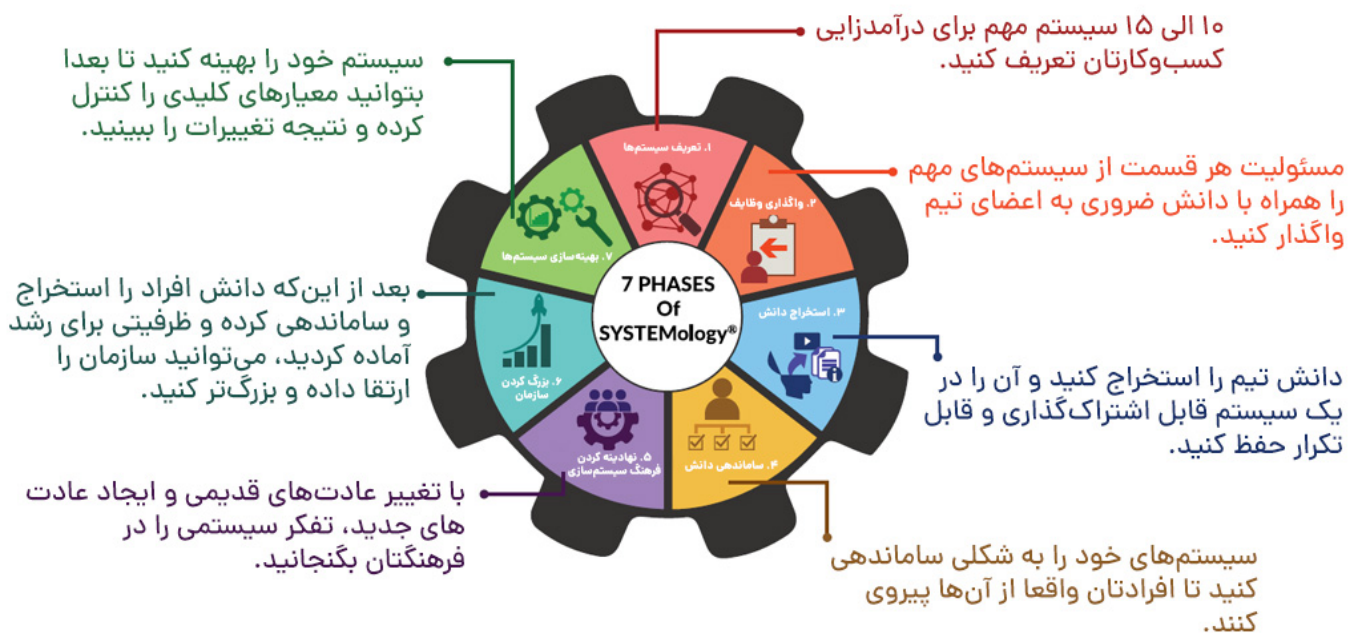 ۱۰ الی ۱۵ سیستم مهم برای درآمدزایی
کسب‌وکارتان تعریف کنید.
مسئولیت هر قسمت از سیستم‌های مهم
را همراه با دانش ضروری به اعضای تیم
واگذار کنید.
دانش تیم را استخراج کنید و آن را در
یک سیستم قابل اشتراک‌گذاری و قابل
تکرار حفظ کنید.
سیستم‌های خود را به شکلی ساماندهی
کنید تا افرادتان واقعا از آن‌ها پیروی
کنند.
با تغییر عادت‌های قدیمی و ایجاد عادت
های جدید، تفکر سیستمی را در
فرهنگتان بگنجانید.
بعد از این‌که دانش افراد را استخراج
و ساماندهی کرده و ظرفیتی برای رشد
آماده کردید، می‌توانید سازمان را
ارتقا داده و بزرگ‌تر کنید.
سیستم خود را بهینه کنید تا بعدا
بتوانید معیارهای کلیدی را کنترل
کرده و نتیجه تغییرات را ببینید.
۱. تعریف سیستم‌ها
۲. واگذاری وظایف
۳. استخراج دانش
۴. ساماندهی دانش
۵. نهادینه کردن
فرهنگ سیستم‌سازی
۶. بزرگ کردن
سازمان
۷. بهینه‌سازی سیستم‌ها
7 PHASES
Of
SYSTEMology®